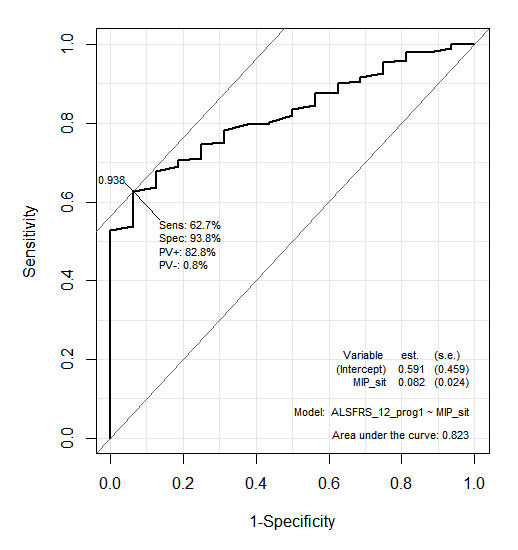 1.0
0.8
0.6
0.4
0.2
0.0
Sensitivity
0.938
Sens: 62.7%
Spec: 93.8%
PV+: 82.8%
PV-: 0.8%
Variable est. (s.e.)
(Intercept) 0.591 (0.459)
MIP_sit 0.082 (0.024)
Model: ALSFRS_12_prog1 ~ MIP_sit
Area under the curve: 0.823
0.0 0.2 0.4 0.6 0.8 1.0
1-Specificity